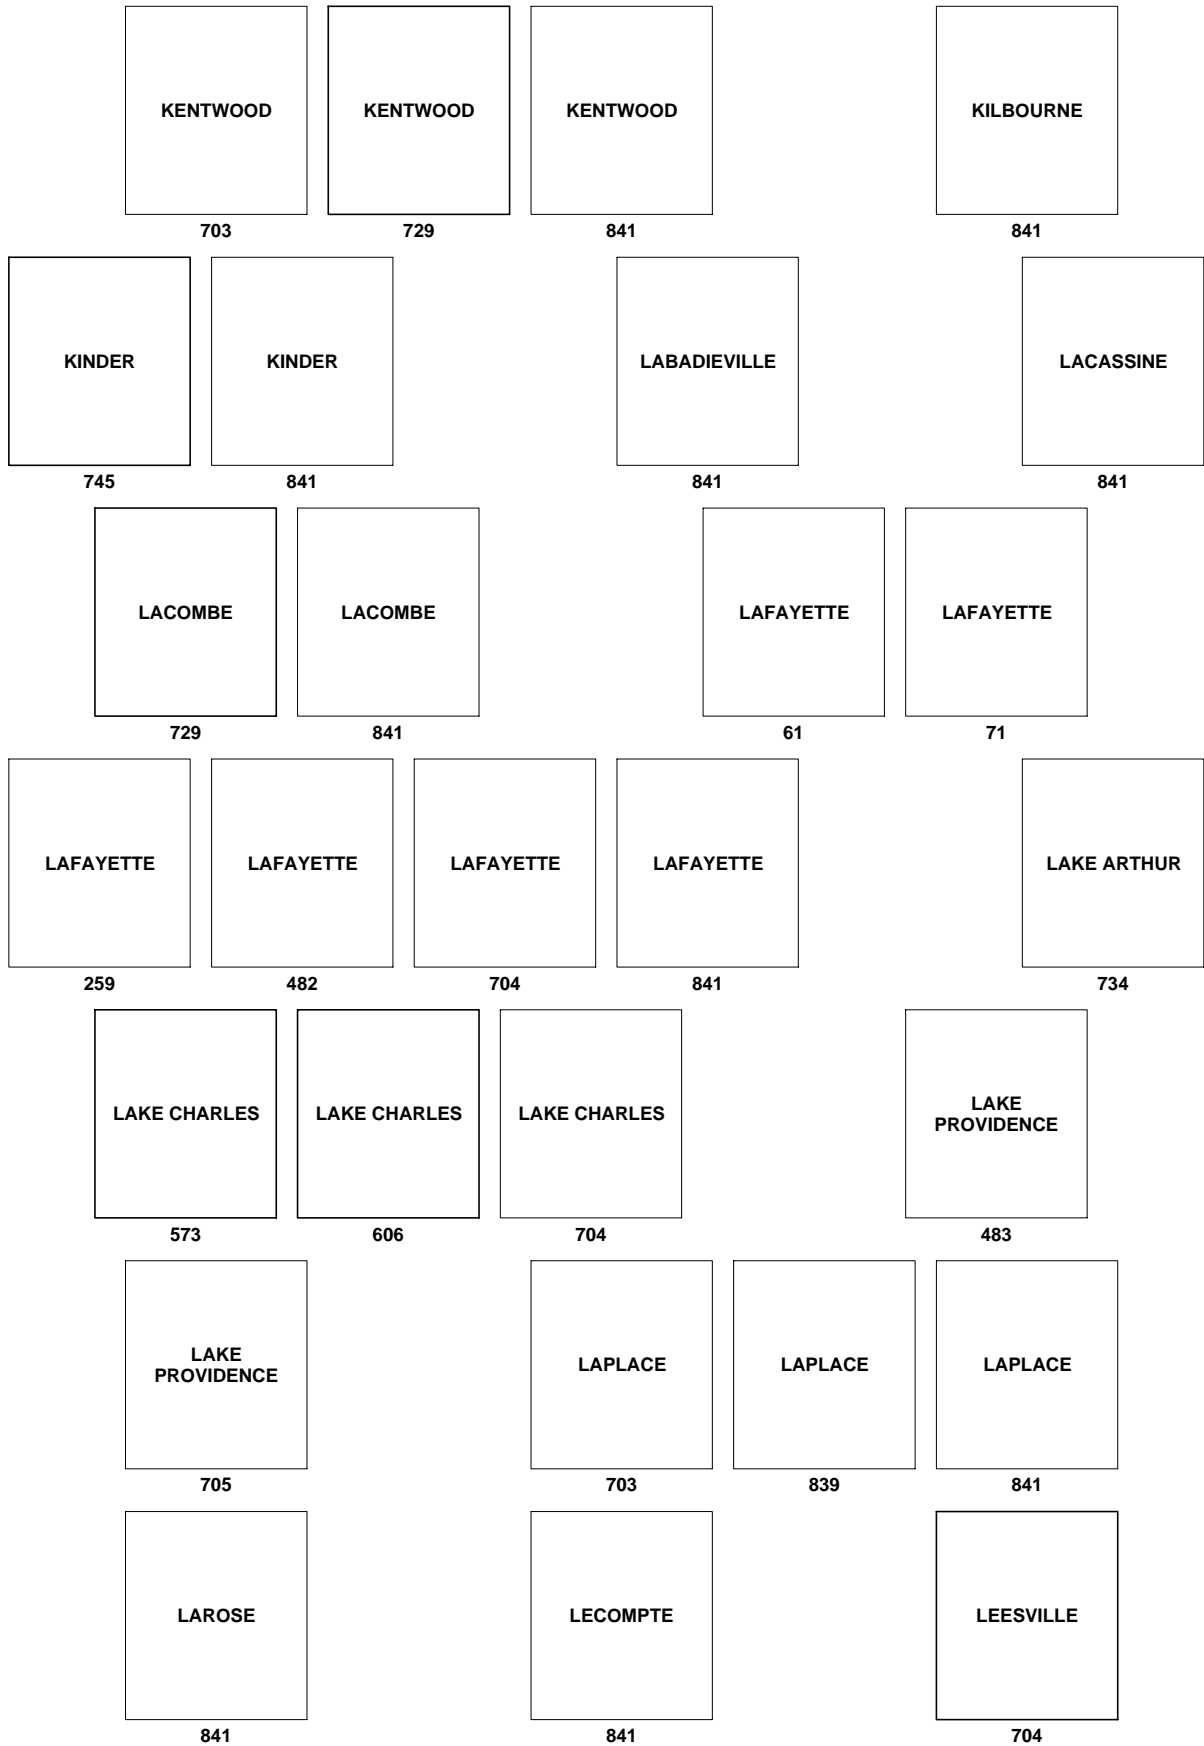 KENTWOOD KENTWOOD KENTWOOD KILBOURNE
703 729 841 841
KINDER KINDER LABADIEVILLE LACASSINE
745 841 841 841
LACOMBE LACOMBE LAFAYETTE LAFAYETTE
729 841 61 71
LAFAYETTE LAFAYETTE LAFAYETTE LAFAYETTE LAKE ARTHUR
259 482 704 841 734
LAKE CHARLES LAKE CHARLES LAKE CHARLES LAKE
PROVIDENCE
573 606 704 483
LAKE
PROVIDENCE LAPLACE LAPLACE LAPLACE
705 703 839 841
LAROSE LECOMPTE LEESVILLE
841 841 704